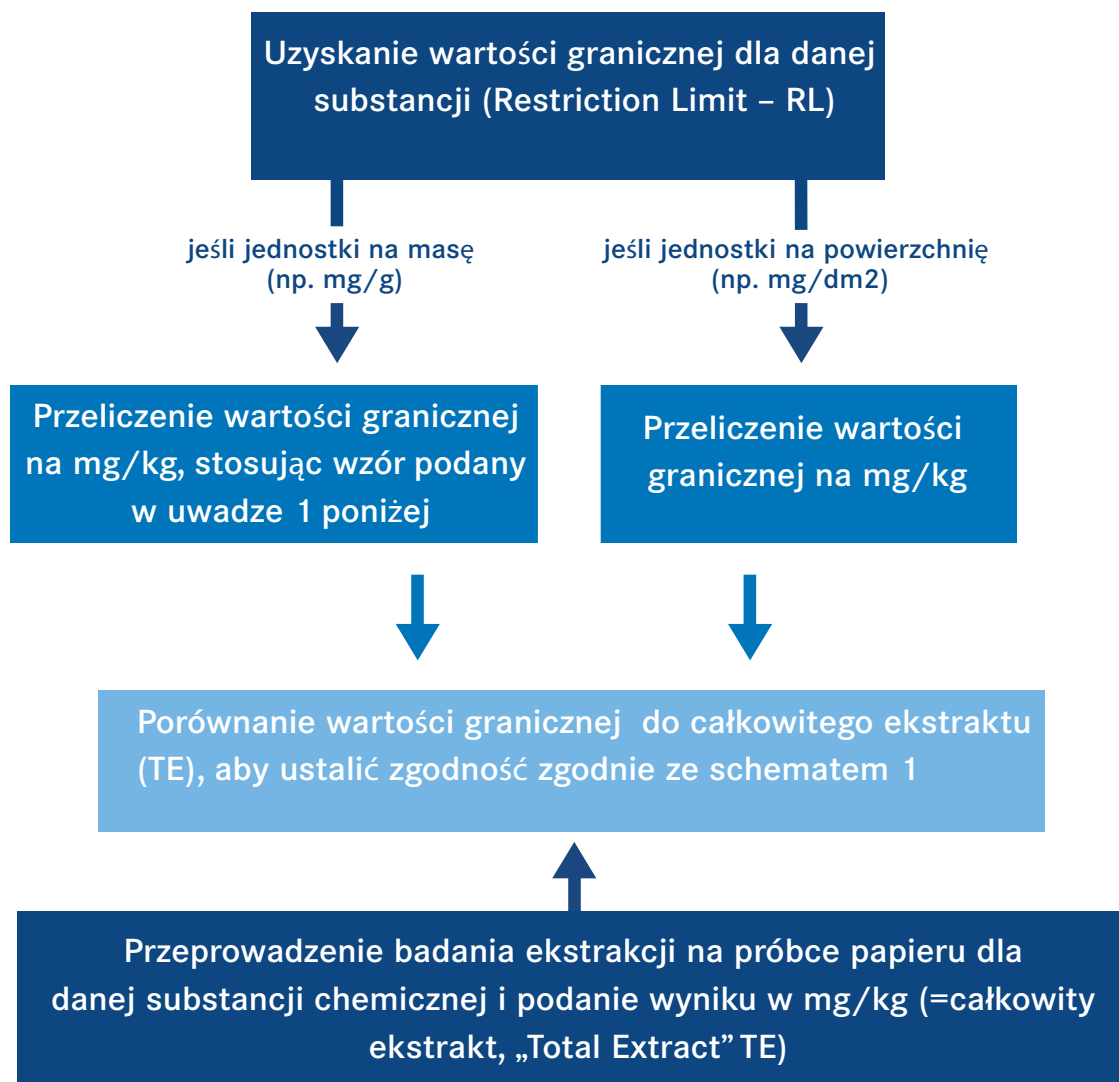 Uzyskanie wartości granicznej dla danej
substancji (Restriction Limit – RL)
jeśli jednostki na masę
(np. mg/g)
jeśli jednostki na powierzchnię
(np. mg/dm2)
Przeliczenie wartości granicznej
na mg/kg, stosując wzór podany
w uwadze 1 poniżej
Przeliczenie wartości
granicznej na mg/kg
Porównanie wartości granicznej do całkowitego ekstraktu
(TE), aby ustalić zgodność zgodnie ze schematem 1
Przeprowadzenie badania ekstrakcji na próbce papieru dla
danej substancji chemicznej i podanie wyniku w mg/kg (=całkowity
ekstrakt, „Total Extract” TE)